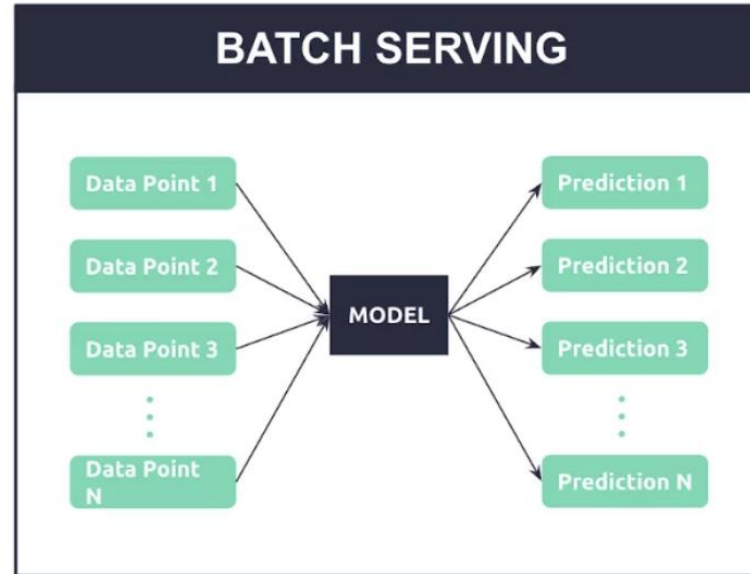 BATCH SERVING
Data Point 1
Data Point 2
Data Point 3
Data Point
N
MODEL
Prediction 1
Prediction 2
Prediction 3
Prediction N